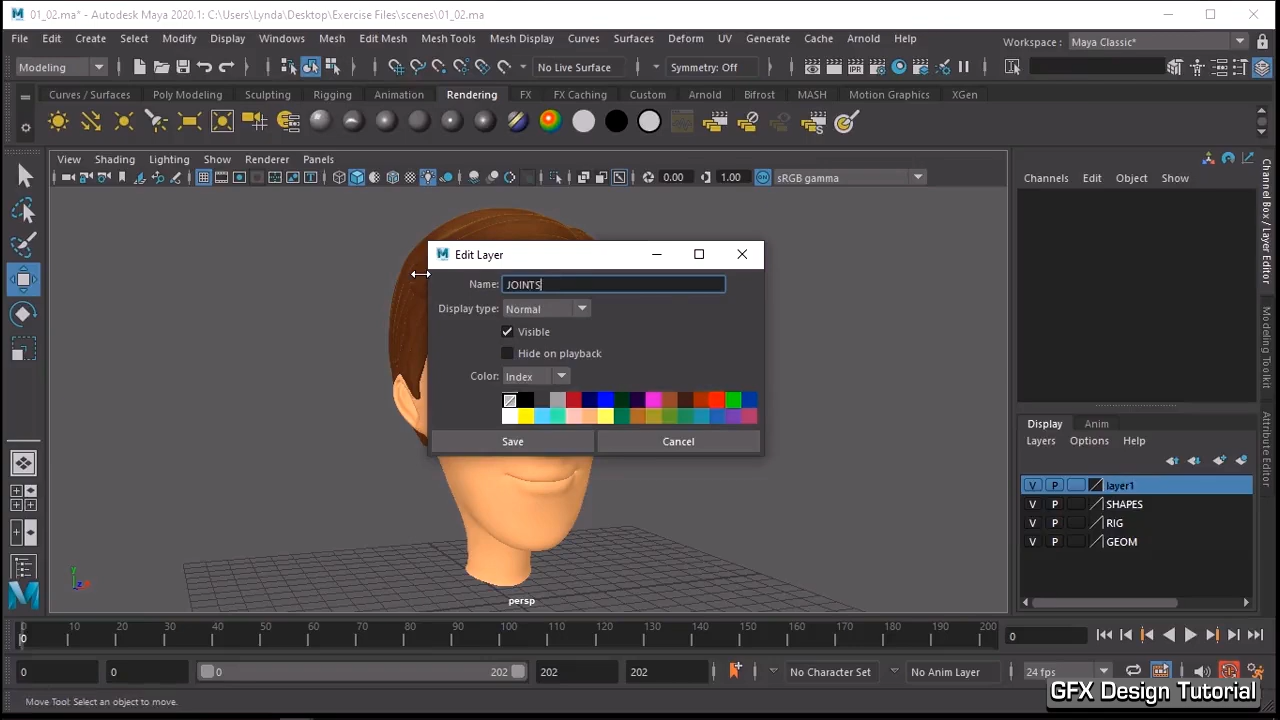 01_02.ma* - Autodesk Maya 2020.1: C:\Users\Lynda\Desktop\Exercise Files\scenes\01_02.ma
File Edit Create Select Modify Display Windows Mesh Edit Mesh Mesh Tools Mesh Display Curves Surfaces Deform UV Generate Cache Arnold Help Workspace : Maya Classic*
Modeling No Live Surface Symmetry: Off
Curves / Surfaces Poly Modeling Sculpting Rigging Animation Rendering FX FX Caching Custom Arnold Bifrost MASH Motion Graphics XGen
View Shading Lighting Show Renderer Panels
0.00 1.00 sRGB gamma
Channels Edit Object Show
Channel Box / Layer Editor
Modeling Toolkit
Attribute Editor
Edit Layer
Name: JOINTS
Display type: Normal
Visible
Hide on playback
Color: Index
Save Cancel
Display Anim
Layers Options Help
V P layer1
V P SHAPES
V P RIG
V P GEOM
persp
y
z
0 10 20 30 40 50 60 70 80 90 100 110 120 130 140 150 160 170 180 190 200 0
0
0 0 0 202 202 202 No Character Set No Anim Layer 24 fps
Move Tool: Select an object to move.
GFX Design Tutorial